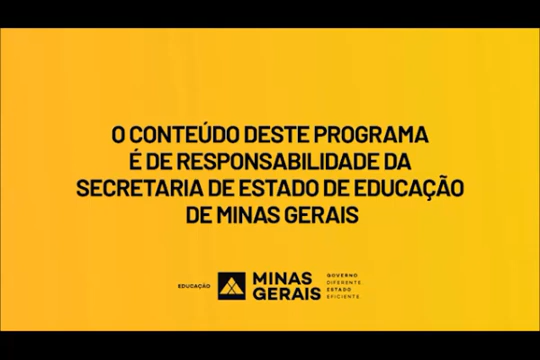 O CONTEÚDO DESTE PROGRAMA
É DE RESPONSABILIDADE DA
SECRETARIA DE ESTADO DE EDUCAÇÃO
DE MINAS GERAIS
EDUCAÇÃO
MINAS
GERAIS
GOVERNO
DIFERENTE.
ESTADO
EFICIENTE.